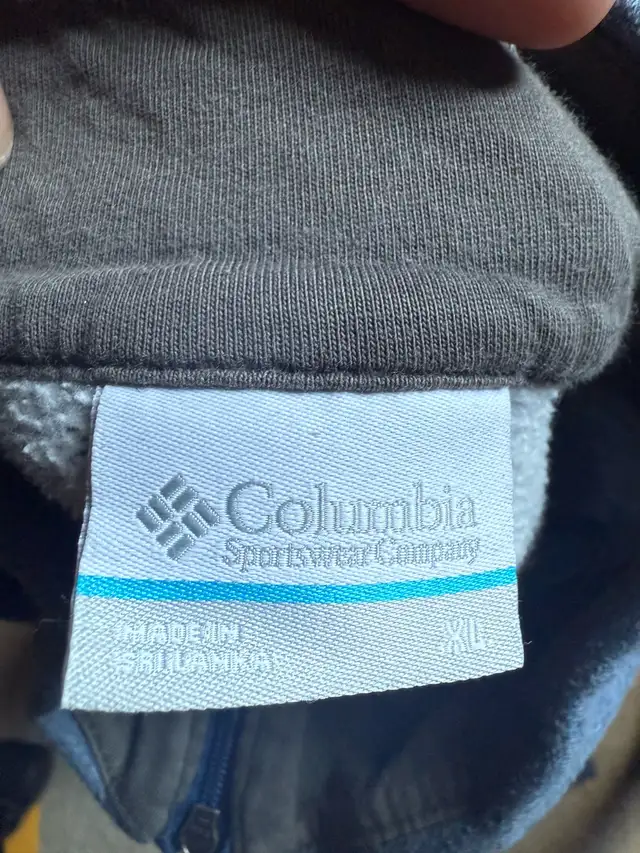 Columbia
Sportswear Company
MADE IN
SRI LANKA
XL